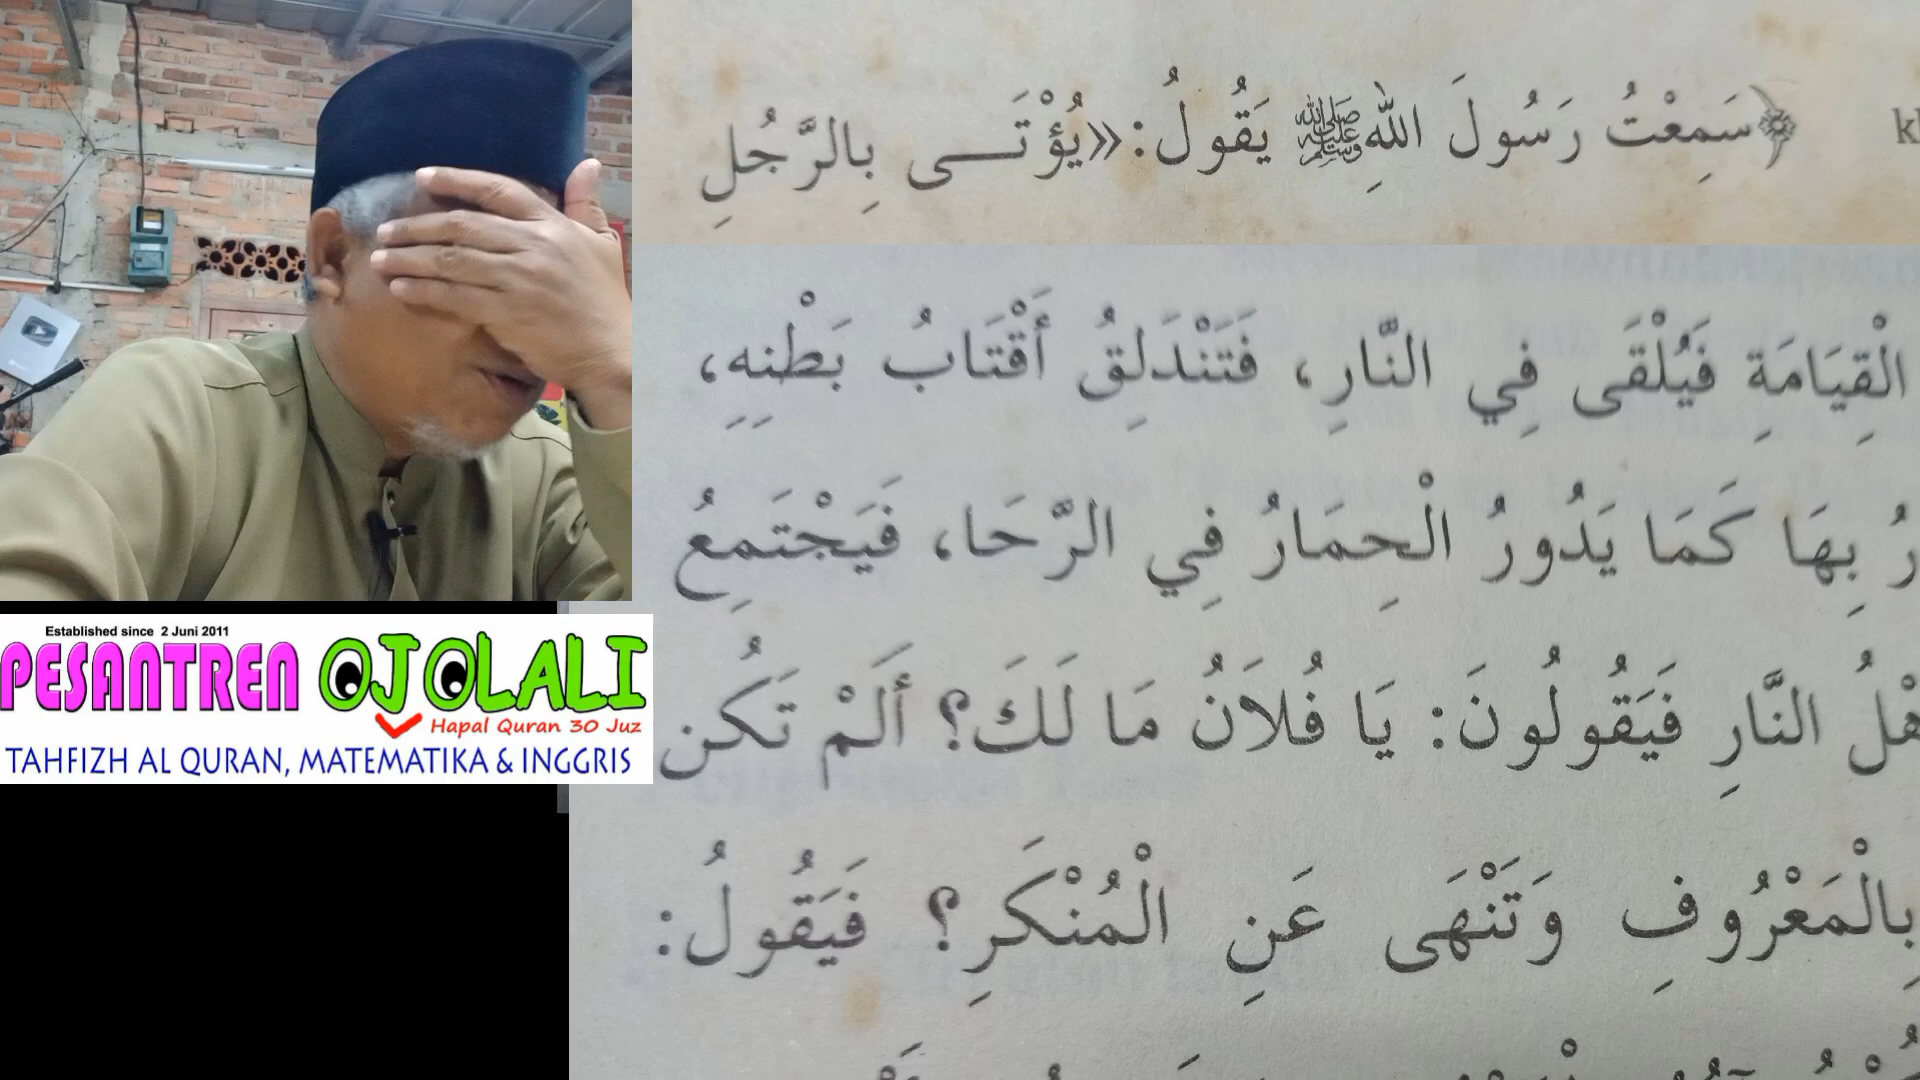 ﴿سَمِعْتُ رَسُولَ اللهِ ﷺ يَقُولُ: «يُؤْتَى بِالرَّجُلِ
الْقِيَامَةِ فَيُلْقَى فِي النَّارِ، فَتَنْدَلِقُ أَقْتَابُ بَطْنِهِ،
رُ بِهَا كَمَا يَدُورُ الْحِمَارُ فِي الرَّحَا، فَيَجْتَمِعُ
هْلُ النَّارِ فَيَقُولُونَ: يَا فُلاَنُ مَا لَكَ؟ أَلَمْ تَكُن
بِالْمَعْرُوفِ وَتَنْهَى عَنِ الْمُنْكَرِ؟ فَيَقُولُ:
Established since 2 Juni 2011
PESANTREN OJOLALI
Hapal Quran 30 Juz
TAHFIZH AL QURAN, MATEMATIKA & INGGRIS